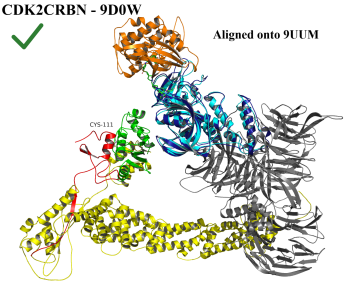 CDK2CRBN - 9D0W
Aligned onto 9UUM
CYS-111